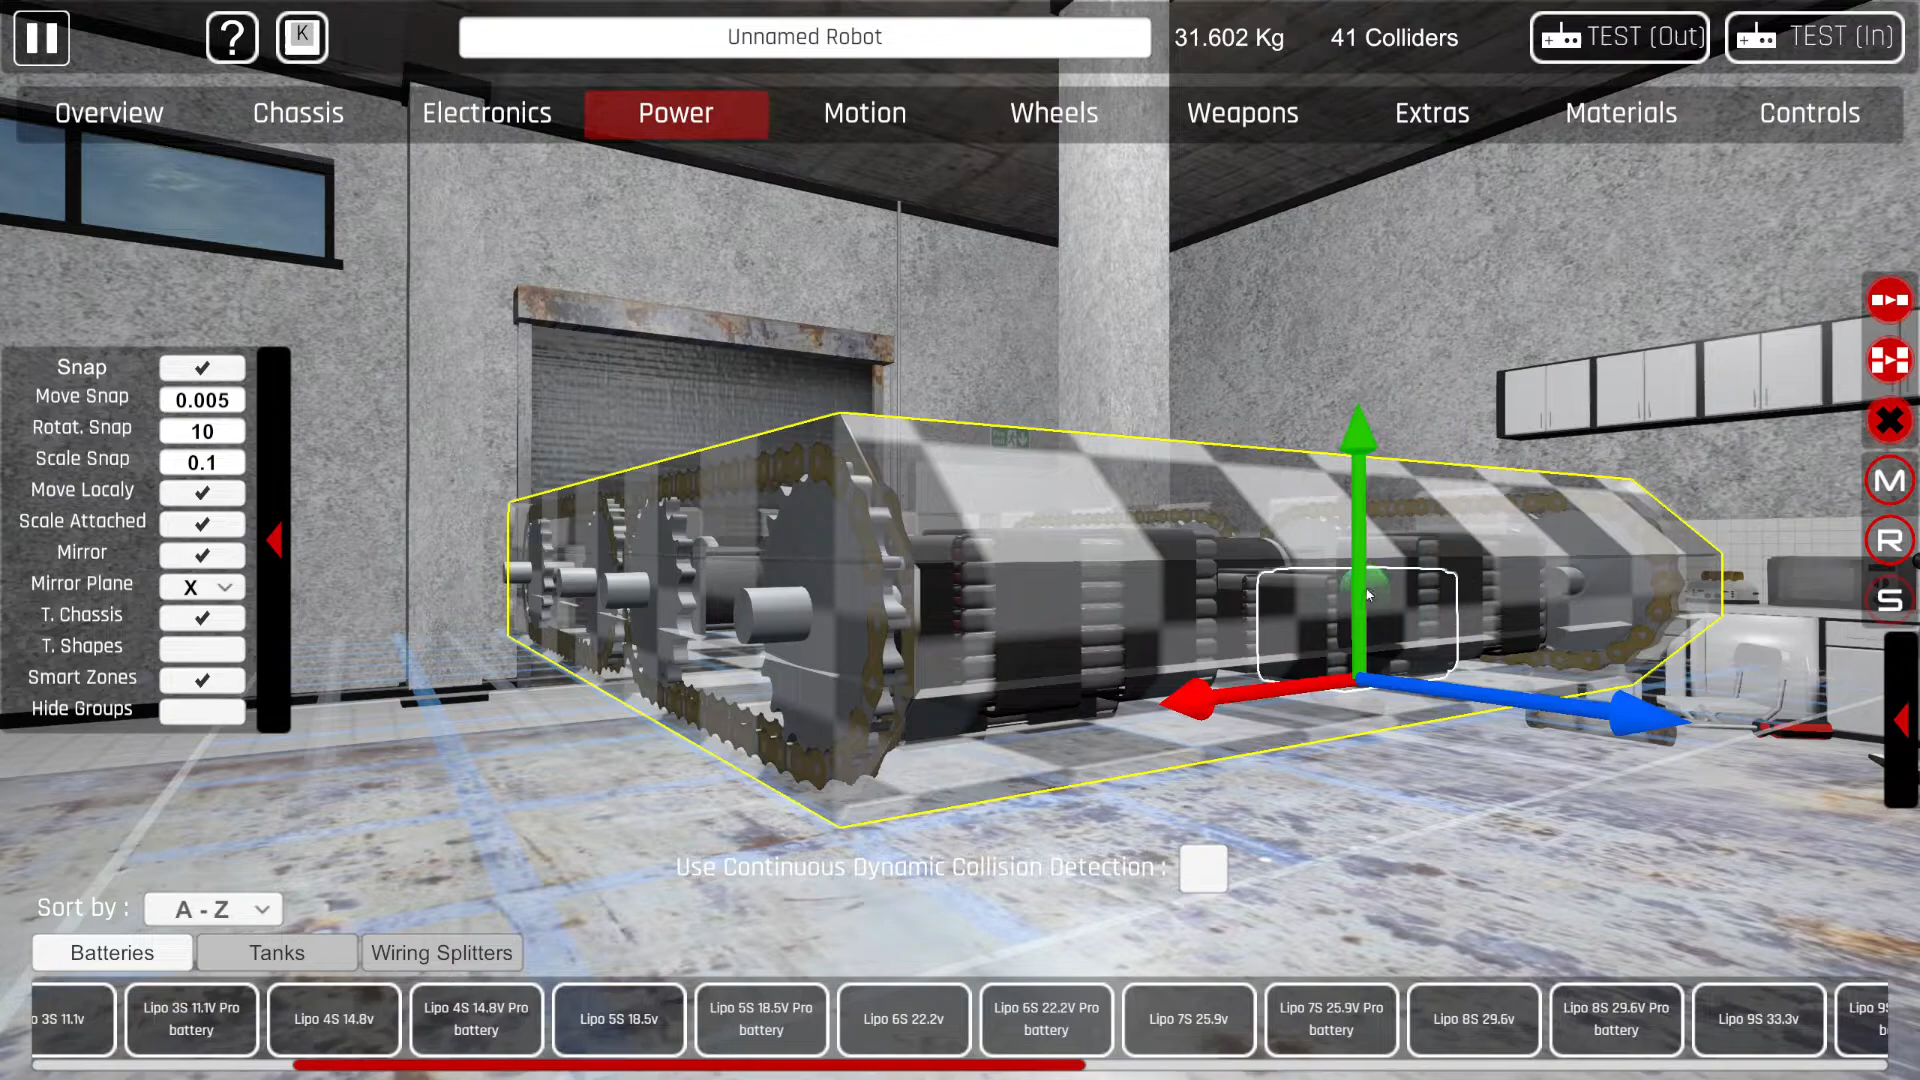 ?
K
Unnamed Robot
31.602 Kg
41 Colliders
TEST (Out)
TEST (In)
Overview
Chassis
Electronics
Power
Motion
Wheels
Weapons
Extras
Materials
Controls
Snap
Move Snap 0.005
Rotat. Snap 10
Scale Snap 0.1
Move Localy
Scale Attached
Mirror
Mirror Plane X
T. Chassis
T. Shapes
Smart Zones
Hide Groups
M
R
S
Use Continuous Dynamic Collision Detection :
Sort by : A - Z
Batteries
Tanks
Wiring Splitters
o 3S 11.1v
Lipo 3S 11.1V Pro
battery
Lipo 4S 14.8v
Lipo 4S 14.8V Pro
battery
Lipo 5S 18.5v
Lipo 5S 18.5V Pro
battery
Lipo 6S 22.2v
Lipo 6S 22.2V Pro
battery
Lipo 7S 25.9v
Lipo 7S 25.9V Pro
battery
Lipo 8S 29.6v
Lipo 8S 29.6V Pro
battery
Lipo 9S 33.3v
Lipo 9S
b